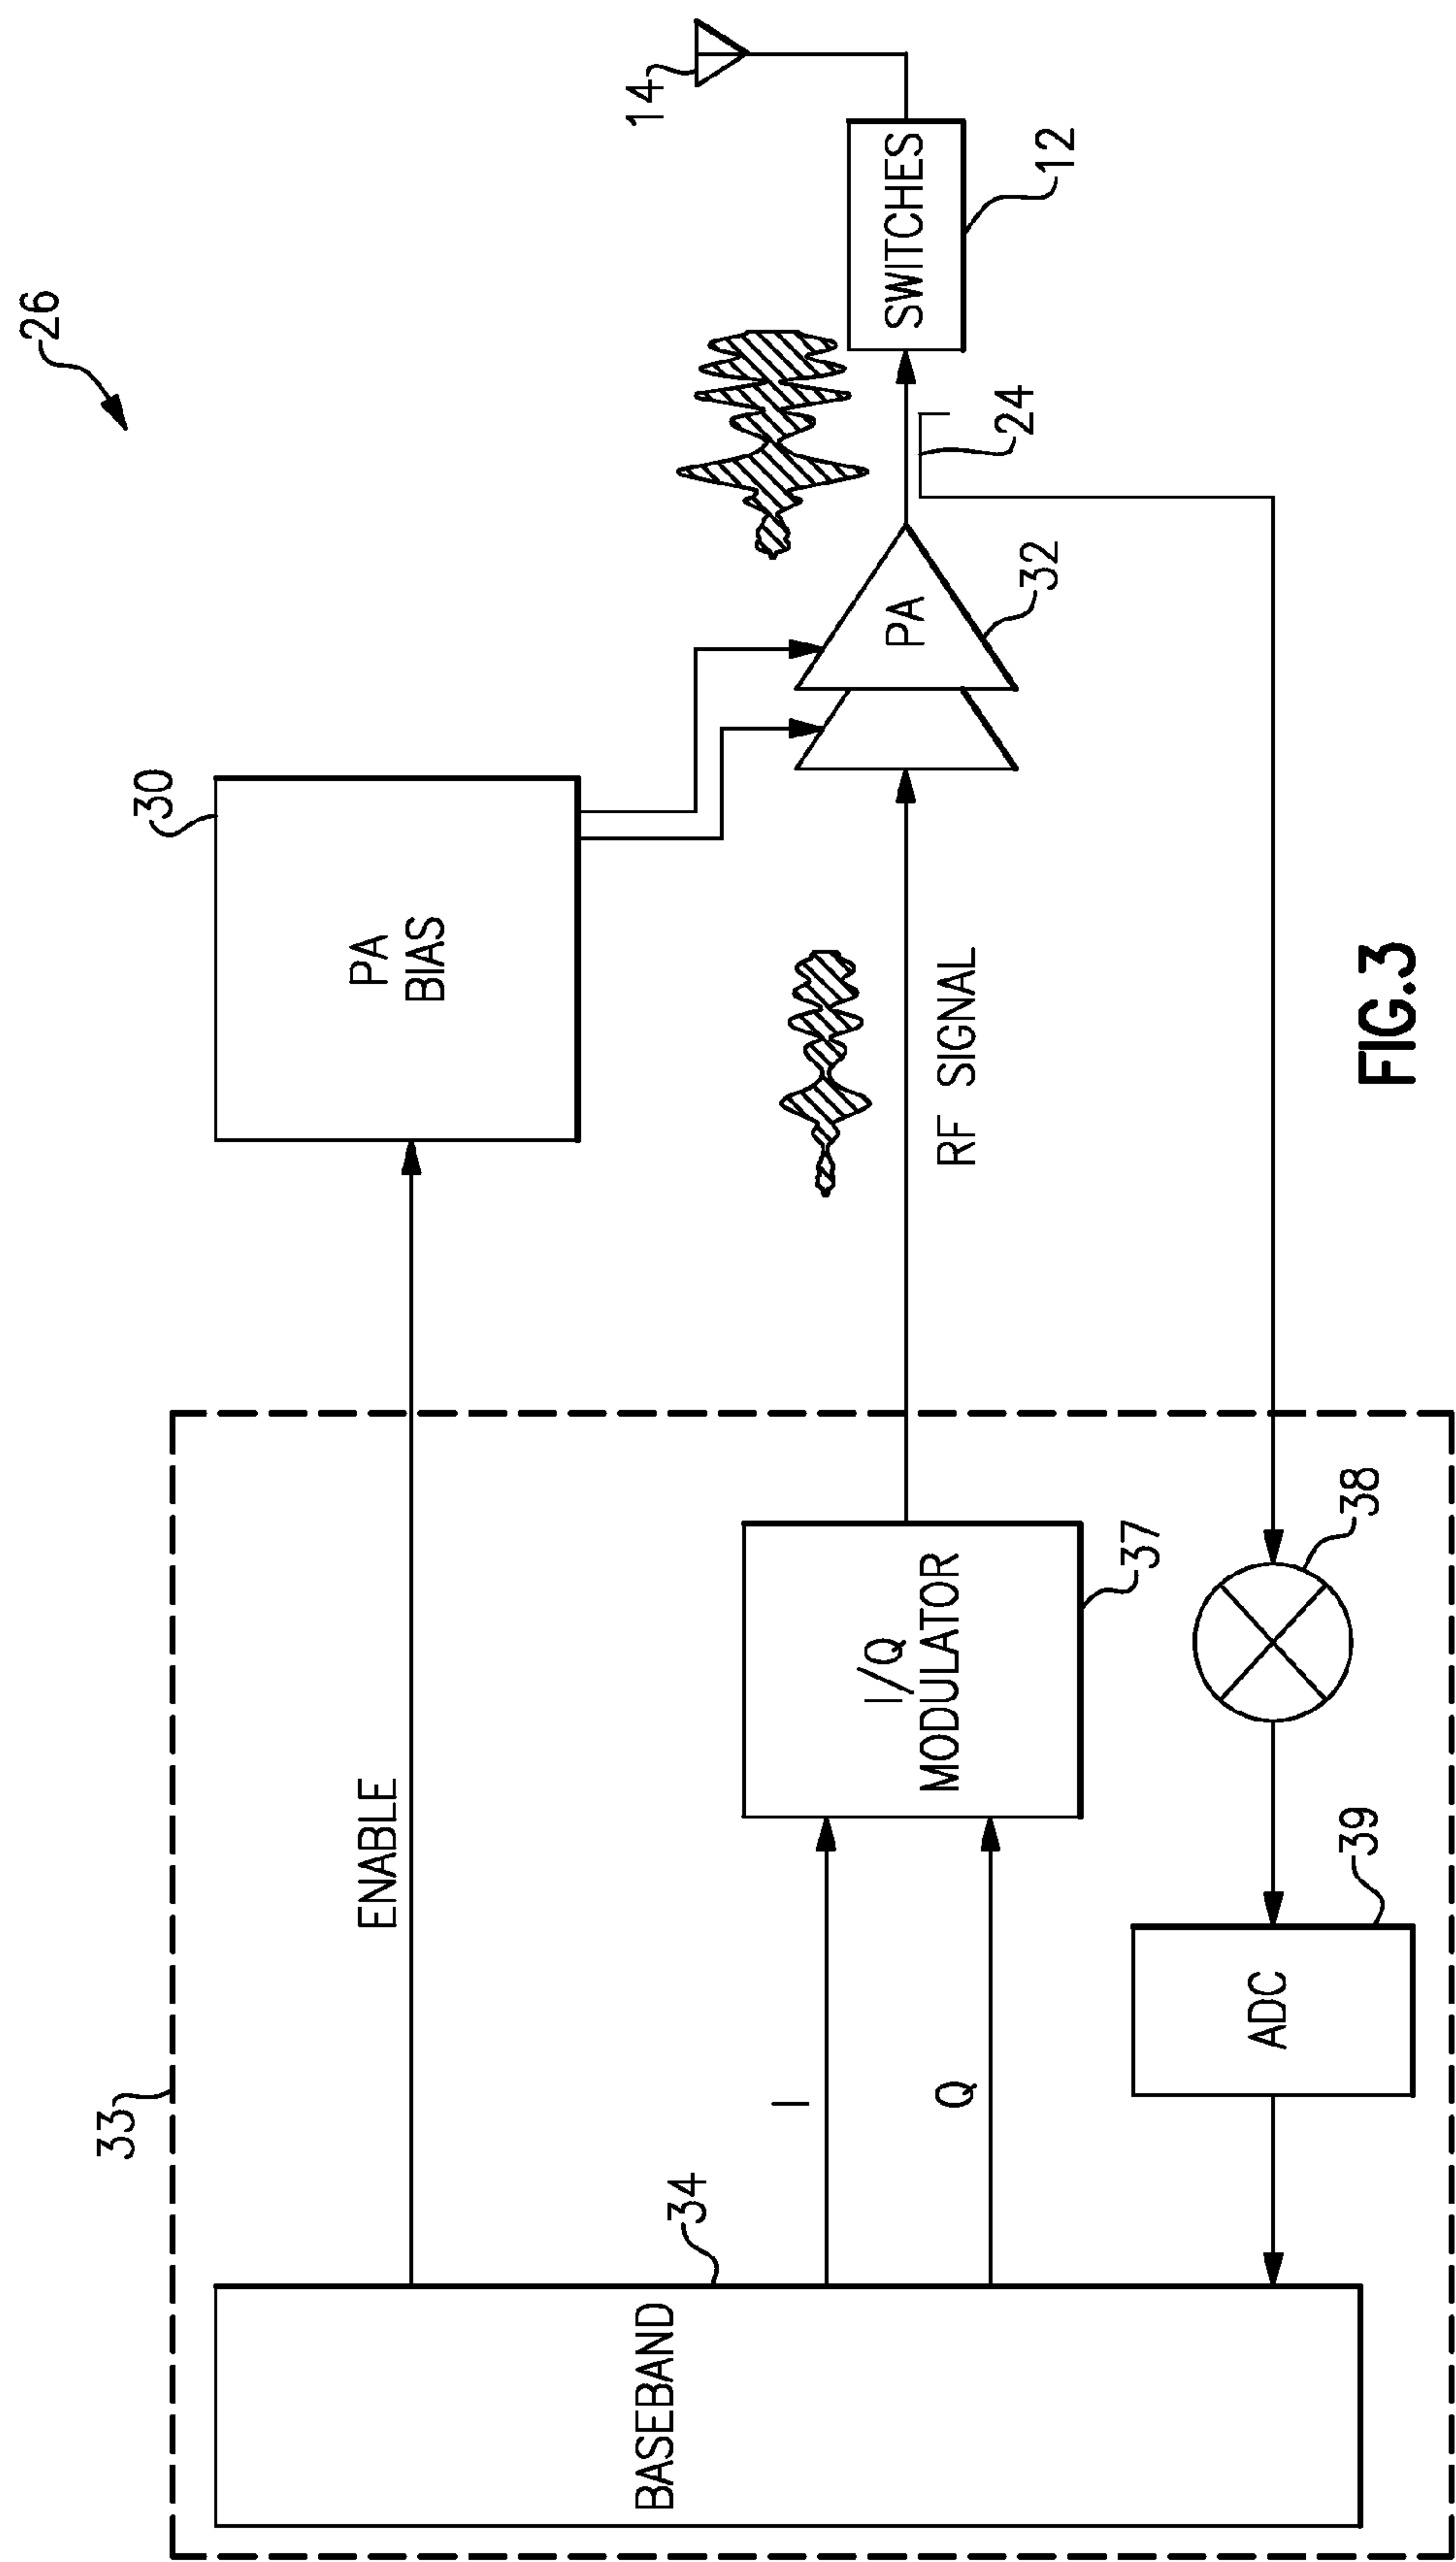 26
33
30
PA
BIAS
ENABLE
14
34
BASEBAND
I
Q
I/Q
MODULATOR
37
RF SIGNAL
PA
32
24
SWITCHES
12
ADC
39
38
FIG.3